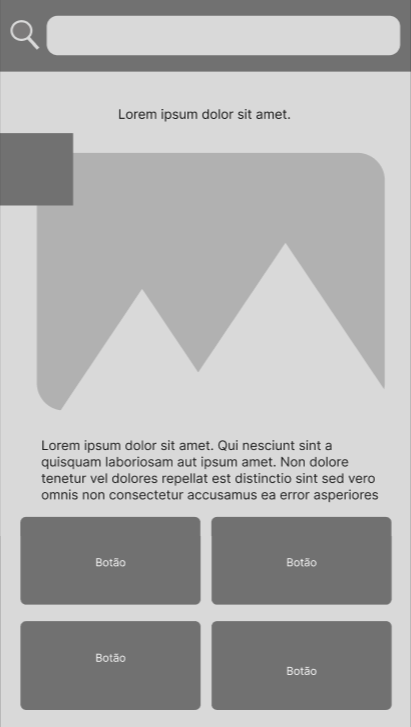 Lorem ipsum dolor sit amet.
Lorem ipsum dolor sit amet. Qui nesciunt sint a
quisquam laboriosam aut ipsum amet. Non dolore
tenetur vel dolores repellat est distinctio sint sed vero
omnis non consectetur accusamus ea error asperiores
Botão
Botão
Botão
Botão